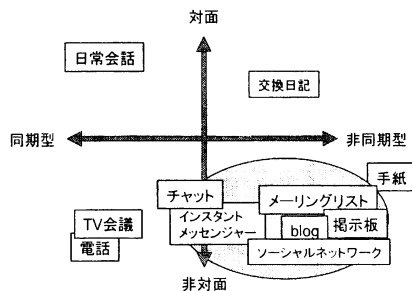 対面
日常会話
交換日記
同期型
非同期型
手紙
チャット
メーリングリスト
インスタント
メッセンジャー
blog
掲示板
TV会議
電話
ソーシャルネットワーク
非対面